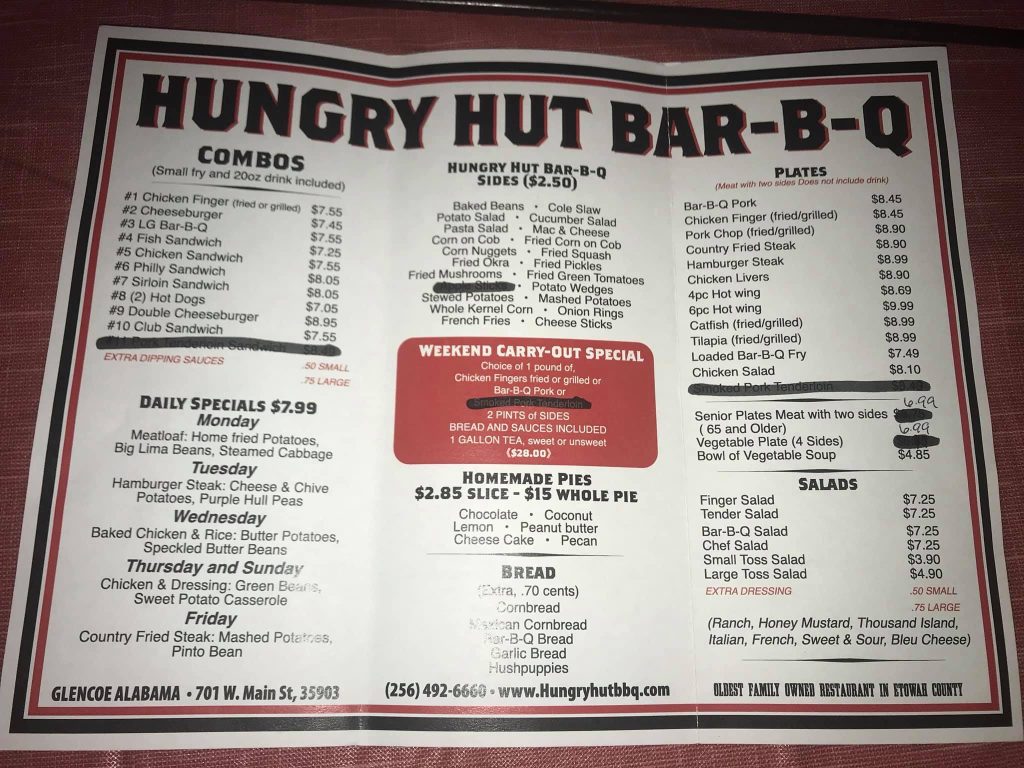 HUNGRY HUT BAR-B-Q
COMBOS
(Small fry and 20oz drink included)
#1 Chicken Finger (fried or grilled) $7.55
#2 Cheeseburger $7.45
#3 LG Bar-B-Q $7.55
#4 Fish Sandwich $7.25
#5 Chicken Sandwich $7.55
#6 Philly Sandwich $8.05
#7 Sirloin Sandwich $8.05
#8 (2) Hot Dogs $7.05
#9 Double Cheeseburger $8.95
#10 Club Sandwich $7.55
#11 Pork Tenderloin Sandwich $8.49
EXTRA DIPPING SAUCES .50 SMALL
.75 LARGE
DAILY SPECIALS $7.99
Monday
Meatloaf: Home fried Potatoes,
Big Lima Beans, Steamed Cabbage
Tuesday
Hamburger Steak: Cheese & Chive
Potatoes, Purple Hull Peas
Wednesday
Baked Chicken & Rice: Butter Potatoes,
Speckled Butter Beans
Thursday and Sunday
Chicken & Dressing: Green Beans,
Sweet Potato Casserole
Friday
Country Fried Steak: Mashed Potatoes,
Pinto Bean
GLENCOE ALABAMA • 701 W. Main St, 35903
HUNGRY HUT BAR-B-Q
SIDES ($2.50)
Baked Beans • Cole Slaw
Potato Salad • Cucumber Salad
Pasta Salad • Mac & Cheese
Corn on Cob • Fried Corn on Cob
Corn Nuggets • Fried Squash
Fried Okra • Fried Pickles
Fried Mushrooms • Fried Green Tomatoes
Apple Sticks • Potato Wedges
Stewed Potatoes • Mashed Potatoes
Whole Kernel Corn • Onion Rings
French Fries • Cheese Sticks
WEEKEND CARRY-OUT SPECIAL
Choice of 1 pound of,
Chicken Fingers fried or grilled or
Bar-B-Q Pork or
Smoked Pork Tenderloin
2 PINTS of SIDES
BREAD AND SAUCES INCLUDED
1 GALLON TEA, sweet or unsweet
($28.00)
HOMEMADE PIES
$2.85 SLICE - $15 WHOLE PIE
Chocolate • Coconut
Lemon • Peanut butter
Cheese Cake • Pecan
BREAD
(Extra, .70 cents)
Cornbread
Mexican Cornbread
Bar-B-Q Bread
Garlic Bread
Hushpuppies
(256) 492-6660 • www.Hungryhutbbq.com
PLATES
(Meat with two sides Does not include drink)
Bar-B-Q Pork $8.45
Chicken Finger (fried/grilled) $8.45
Pork Chop (fried/grilled) $8.90
Country Fried Steak $8.90
Hamburger Steak $8.99
Chicken Livers $8.90
4pc Hot wing $8.69
6pc Hot wing $9.99
Catfish (fried/grilled) $8.99
Tilapia (fried/grilled) $8.99
Loaded Bar-B-Q Fry $7.49
Chicken Salad $8.10
Smoked Pork Tenderloin $8.49
Senior Plates Meat with two sides 6.99
( 65 and Older)
Vegetable Plate (4 Sides) 6.99
Bowl of Vegetable Soup $4.85
SALADS
Finger Salad $7.25
Tender Salad $7.25
Bar-B-Q Salad $7.25
Chef Salad $7.25
Small Toss Salad $3.90
Large Toss Salad $4.90
EXTRA DRESSING .50 SMALL
.75 LARGE
(Ranch, Honey Mustard, Thousand Island,
Italian, French, Sweet & Sour, Bleu Cheese)
OLDEST FAMILY OWNED RESTAURANT IN ETOWAH COUNTY